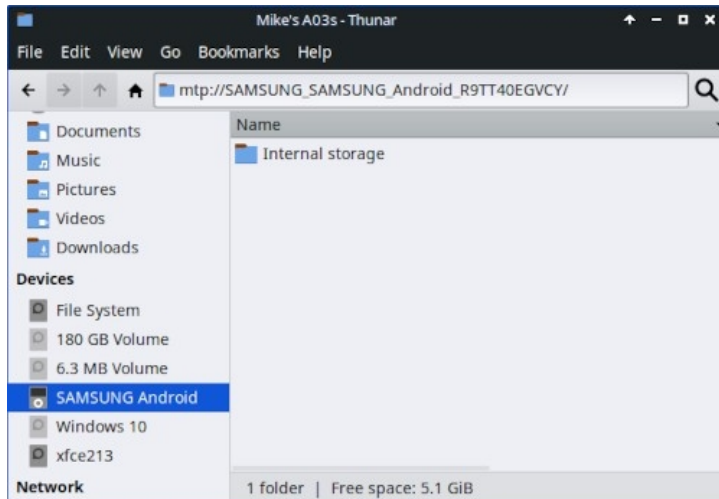 Mike's A03s - Thunar
File Edit View Go Bookmarks Help
mtp://SAMSUNG_SAMSUNG_Android_R9TT40EGVCY/
Documents
Music
Pictures
Videos
Downloads
Devices
File System
180 GB Volume
6.3 MB Volume
SAMSUNG Android
Windows 10
xfce213
Network
Name
Internal storage
1 folder | Free space: 5.1 GiB